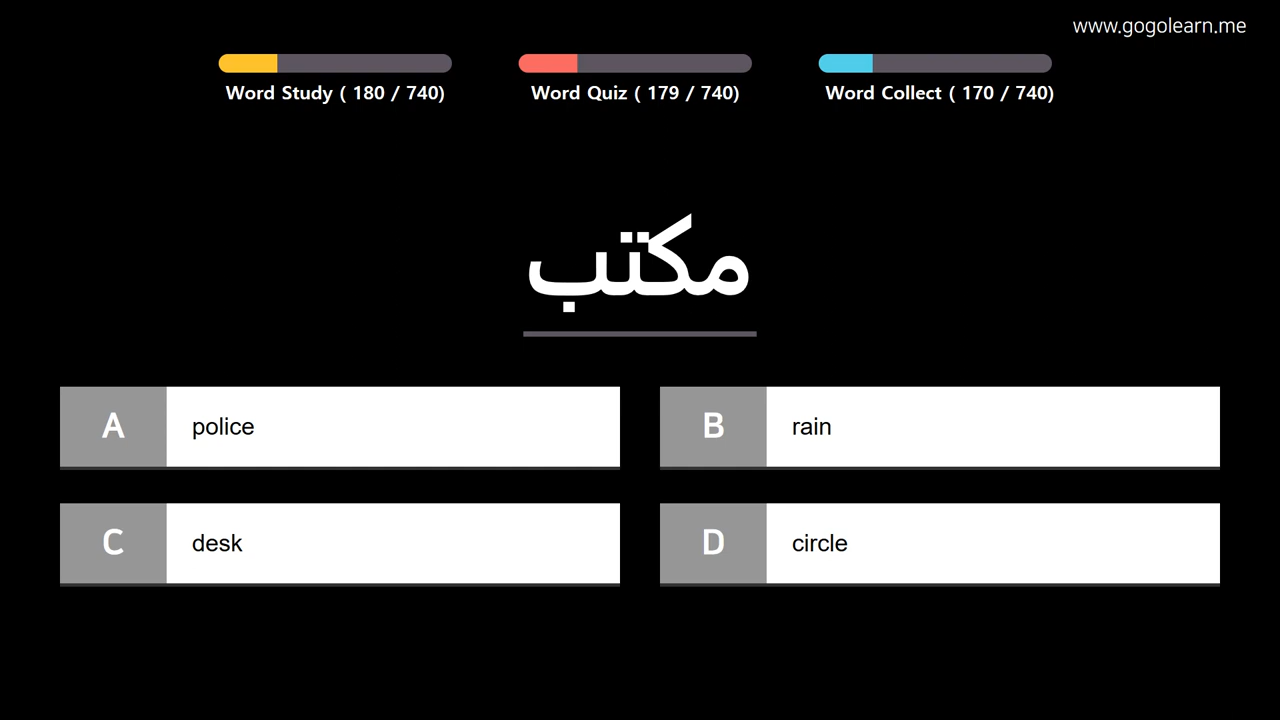 www.gogolearn.me
Word Study ( 180 / 740)
Word Quiz ( 179 / 740)
Word Collect ( 170 / 740)
مكتب
A police
B rain
C desk
D circle